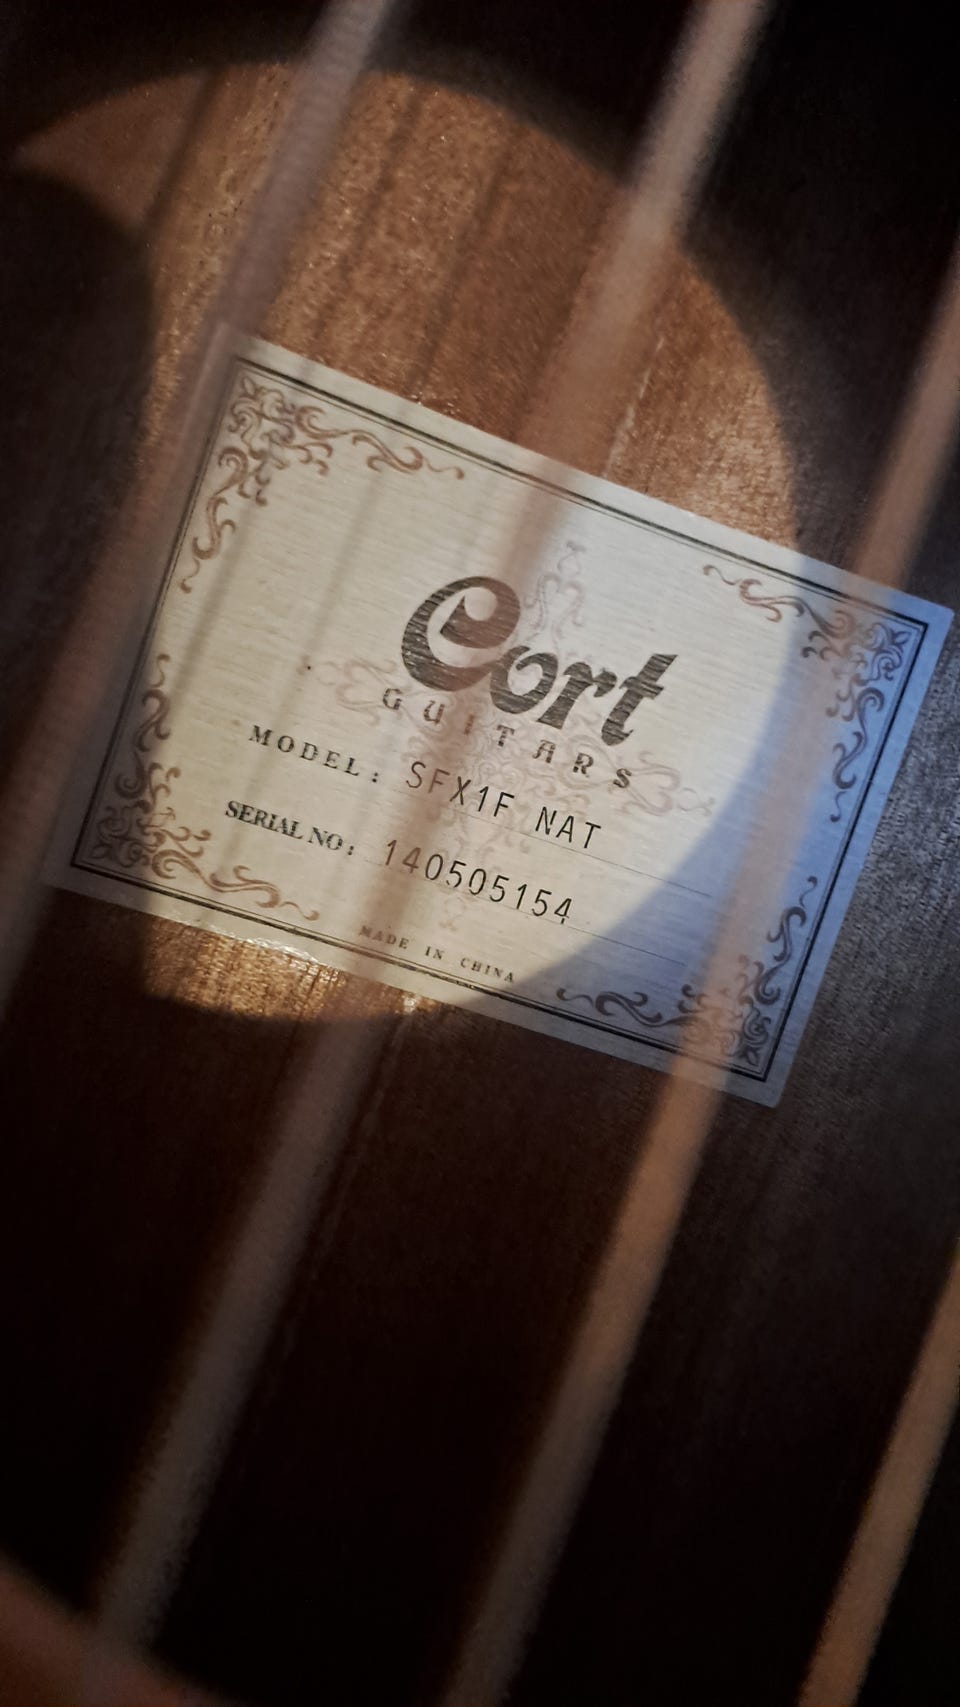 Cort
GUITARS
MODEL: SFX1F NAT
SERIAL NO: 140505154
MADE IN CHINA